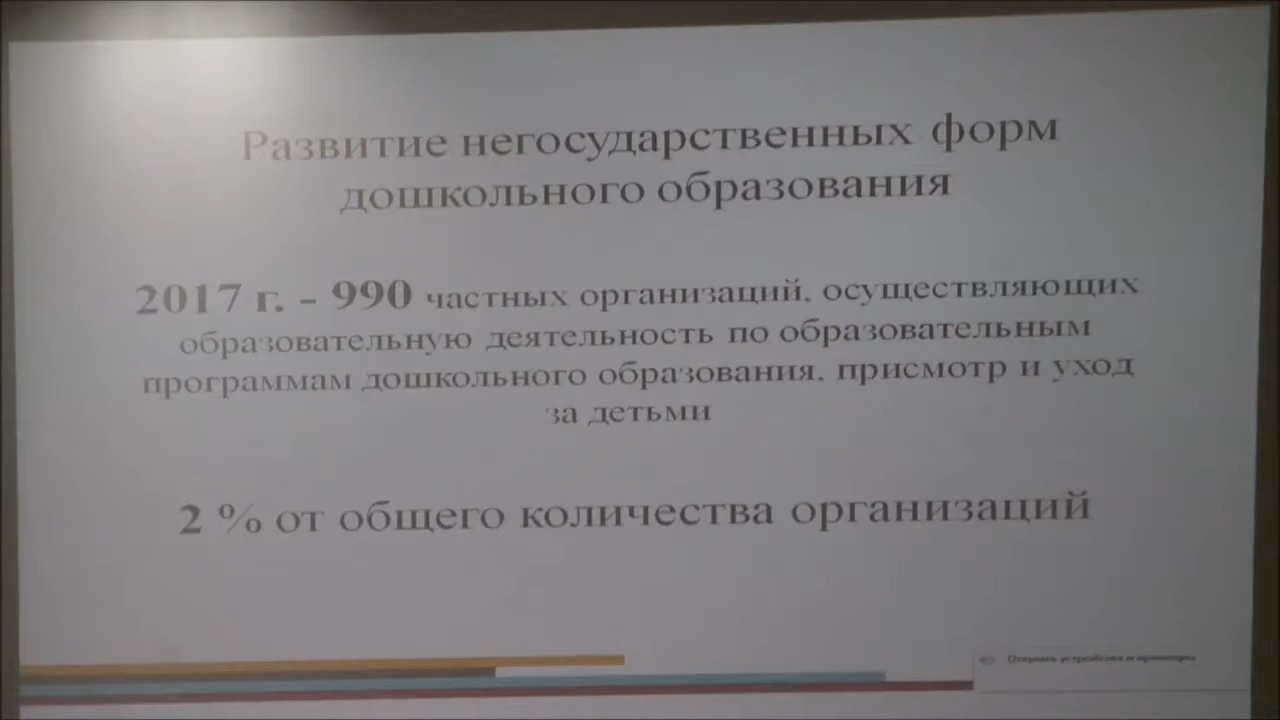 Развитие негосударственных форм
дошкольного образования
2017 г. – 990 частных организаций, осуществляющих
образовательную деятельность по образовательным
программам дошкольного образования, присмотр и уход
за детьми
2 % от общего количества организаций